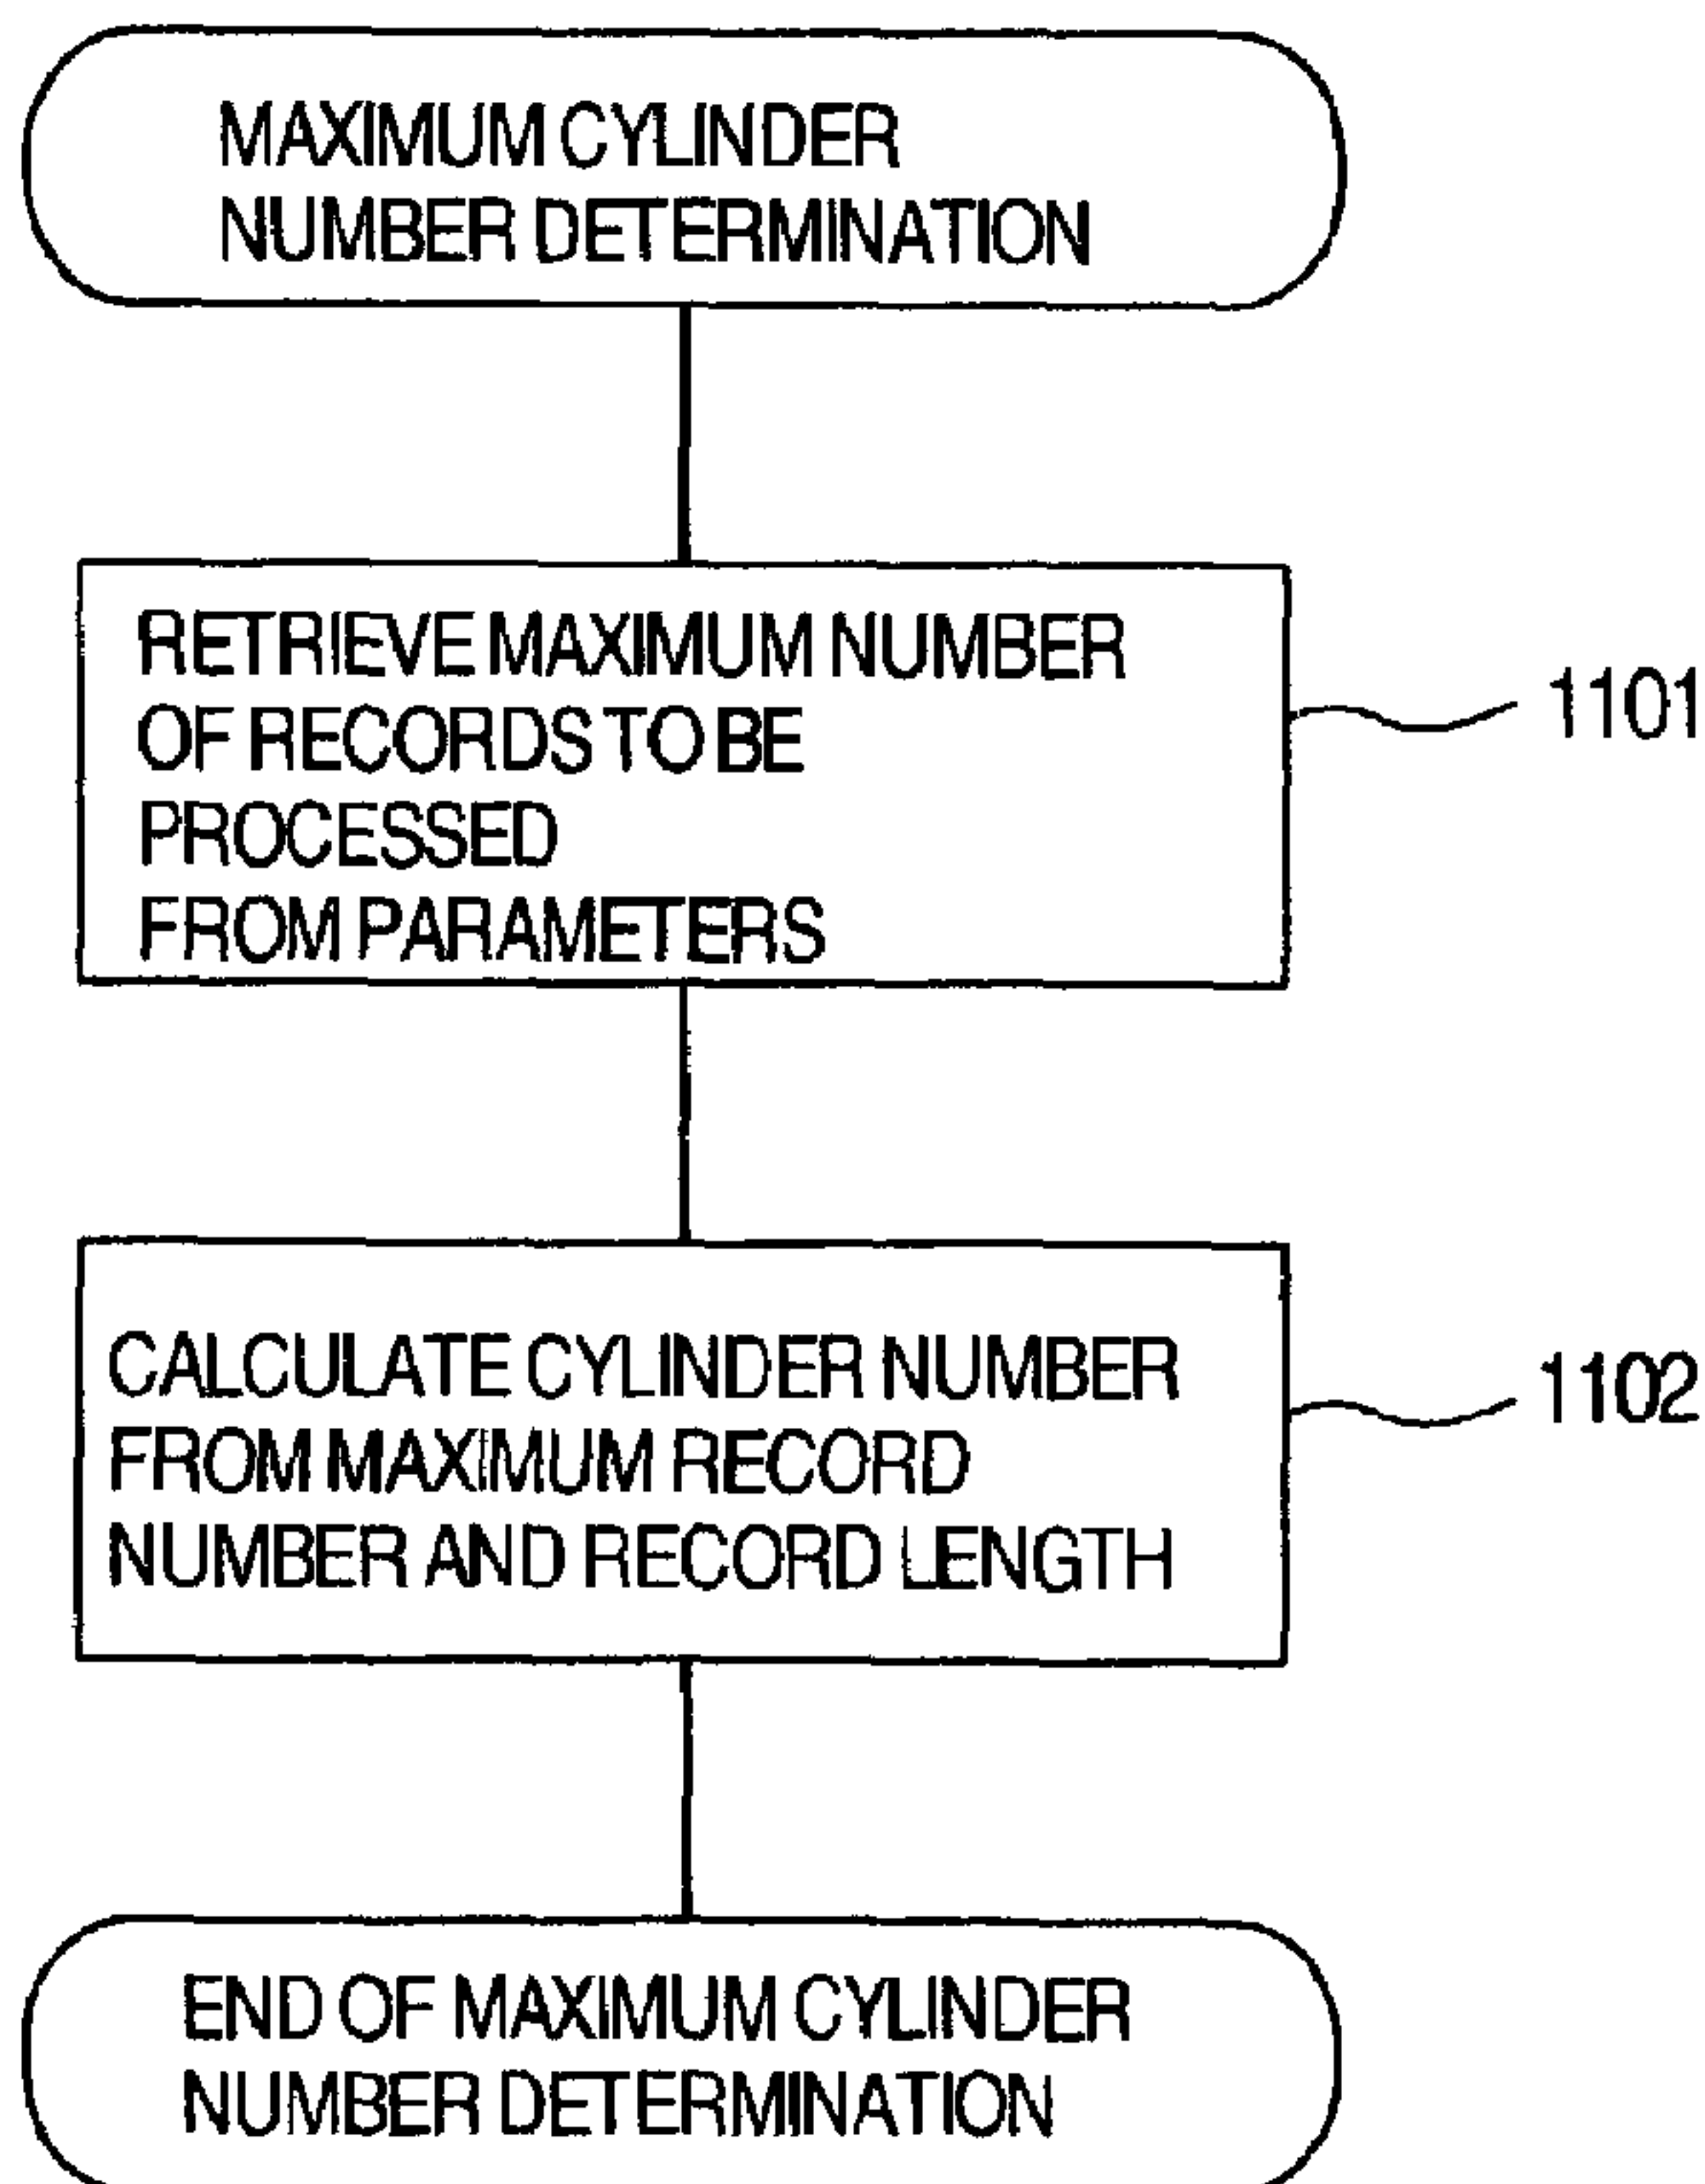 MAXIMUM CYLINDER
NUMBER DETERMINATION
RETRIEVE MAXIMUM NUMBER
OF RECORDS TO BE
PROCESSED
FROM PARAMETERS
1101
CALCULATE CYLINDER NUMBER
FROM MAXIMUM RECORD
NUMBER AND RECORD LENGTH
1102
END OF MAXIMUM CYLINDER
NUMBER DETERMINATION